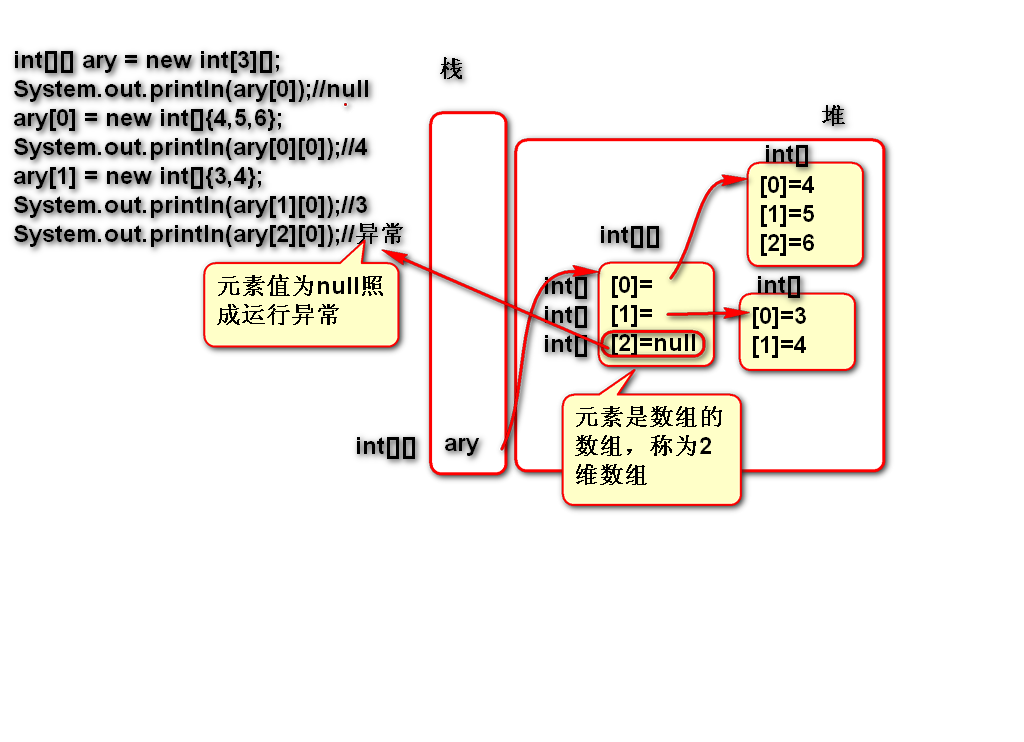 int[][] ary = new int[3][];
System.out.println(ary[0]);//null
ary[0] = new int[]{4,5,6};
System.out.println(ary[0][0]);//4
ary[1] = new int[]{3,4};
System.out.println(ary[1][0]);//3
System.out.println(ary[2][0]);//异常
元素值为null照
成运行异常
栈
int[][] ary
堆
int[][]
int[] [0]=
int[] [1]=
int[] [2]=null
元素是数组的
数组，称为2
维数组
int[]
[0]=4
[1]=5
[2]=6
int[]
[0]=3
[1]=4